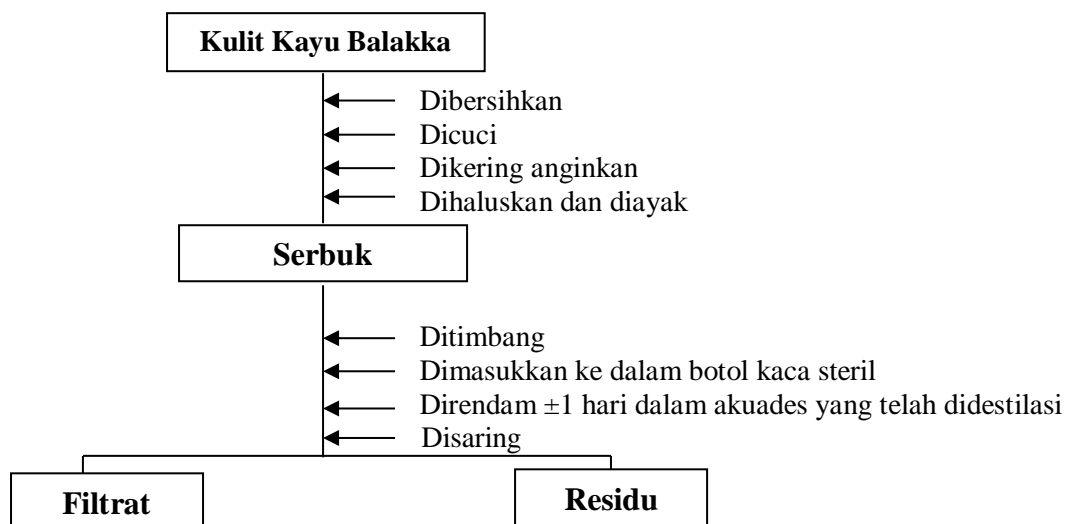 Kulit Kayu Balakka
Dibersihkan
Dicuci
Dikering anginkan
Dihaluskan dan diayak
Serbuk
Ditimbang
Dimasukkan ke dalam botol kaca steril
Direndam ±1 hari dalam akuades yang telah didestilasi
Disaring
Filtrat
Residu